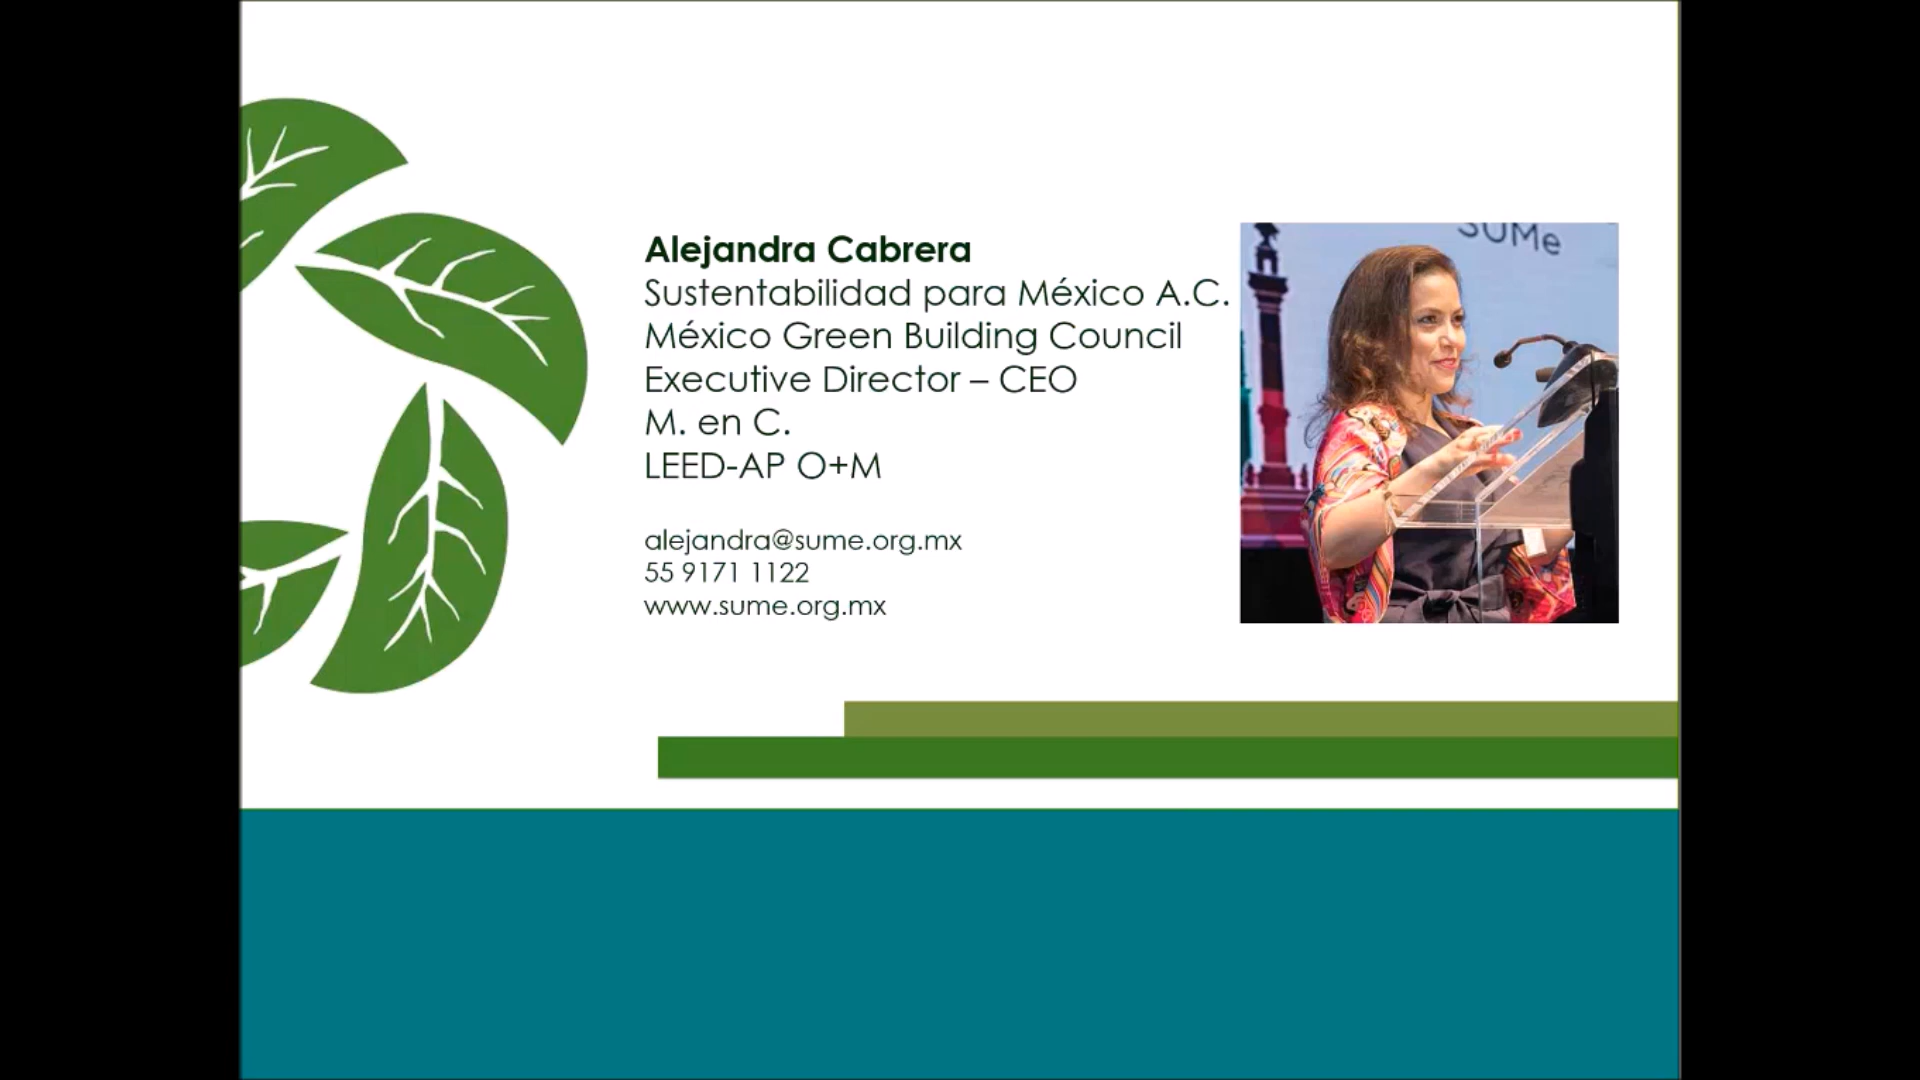 SUMe
Alejandra Cabrera
Sustentabilidad para México A.C.
México Green Building Council
Executive Director – CEO
M. en C.
LEED-AP O+M
alejandra@sume.org.mx
55 9171 1122
www.sume.org.mx